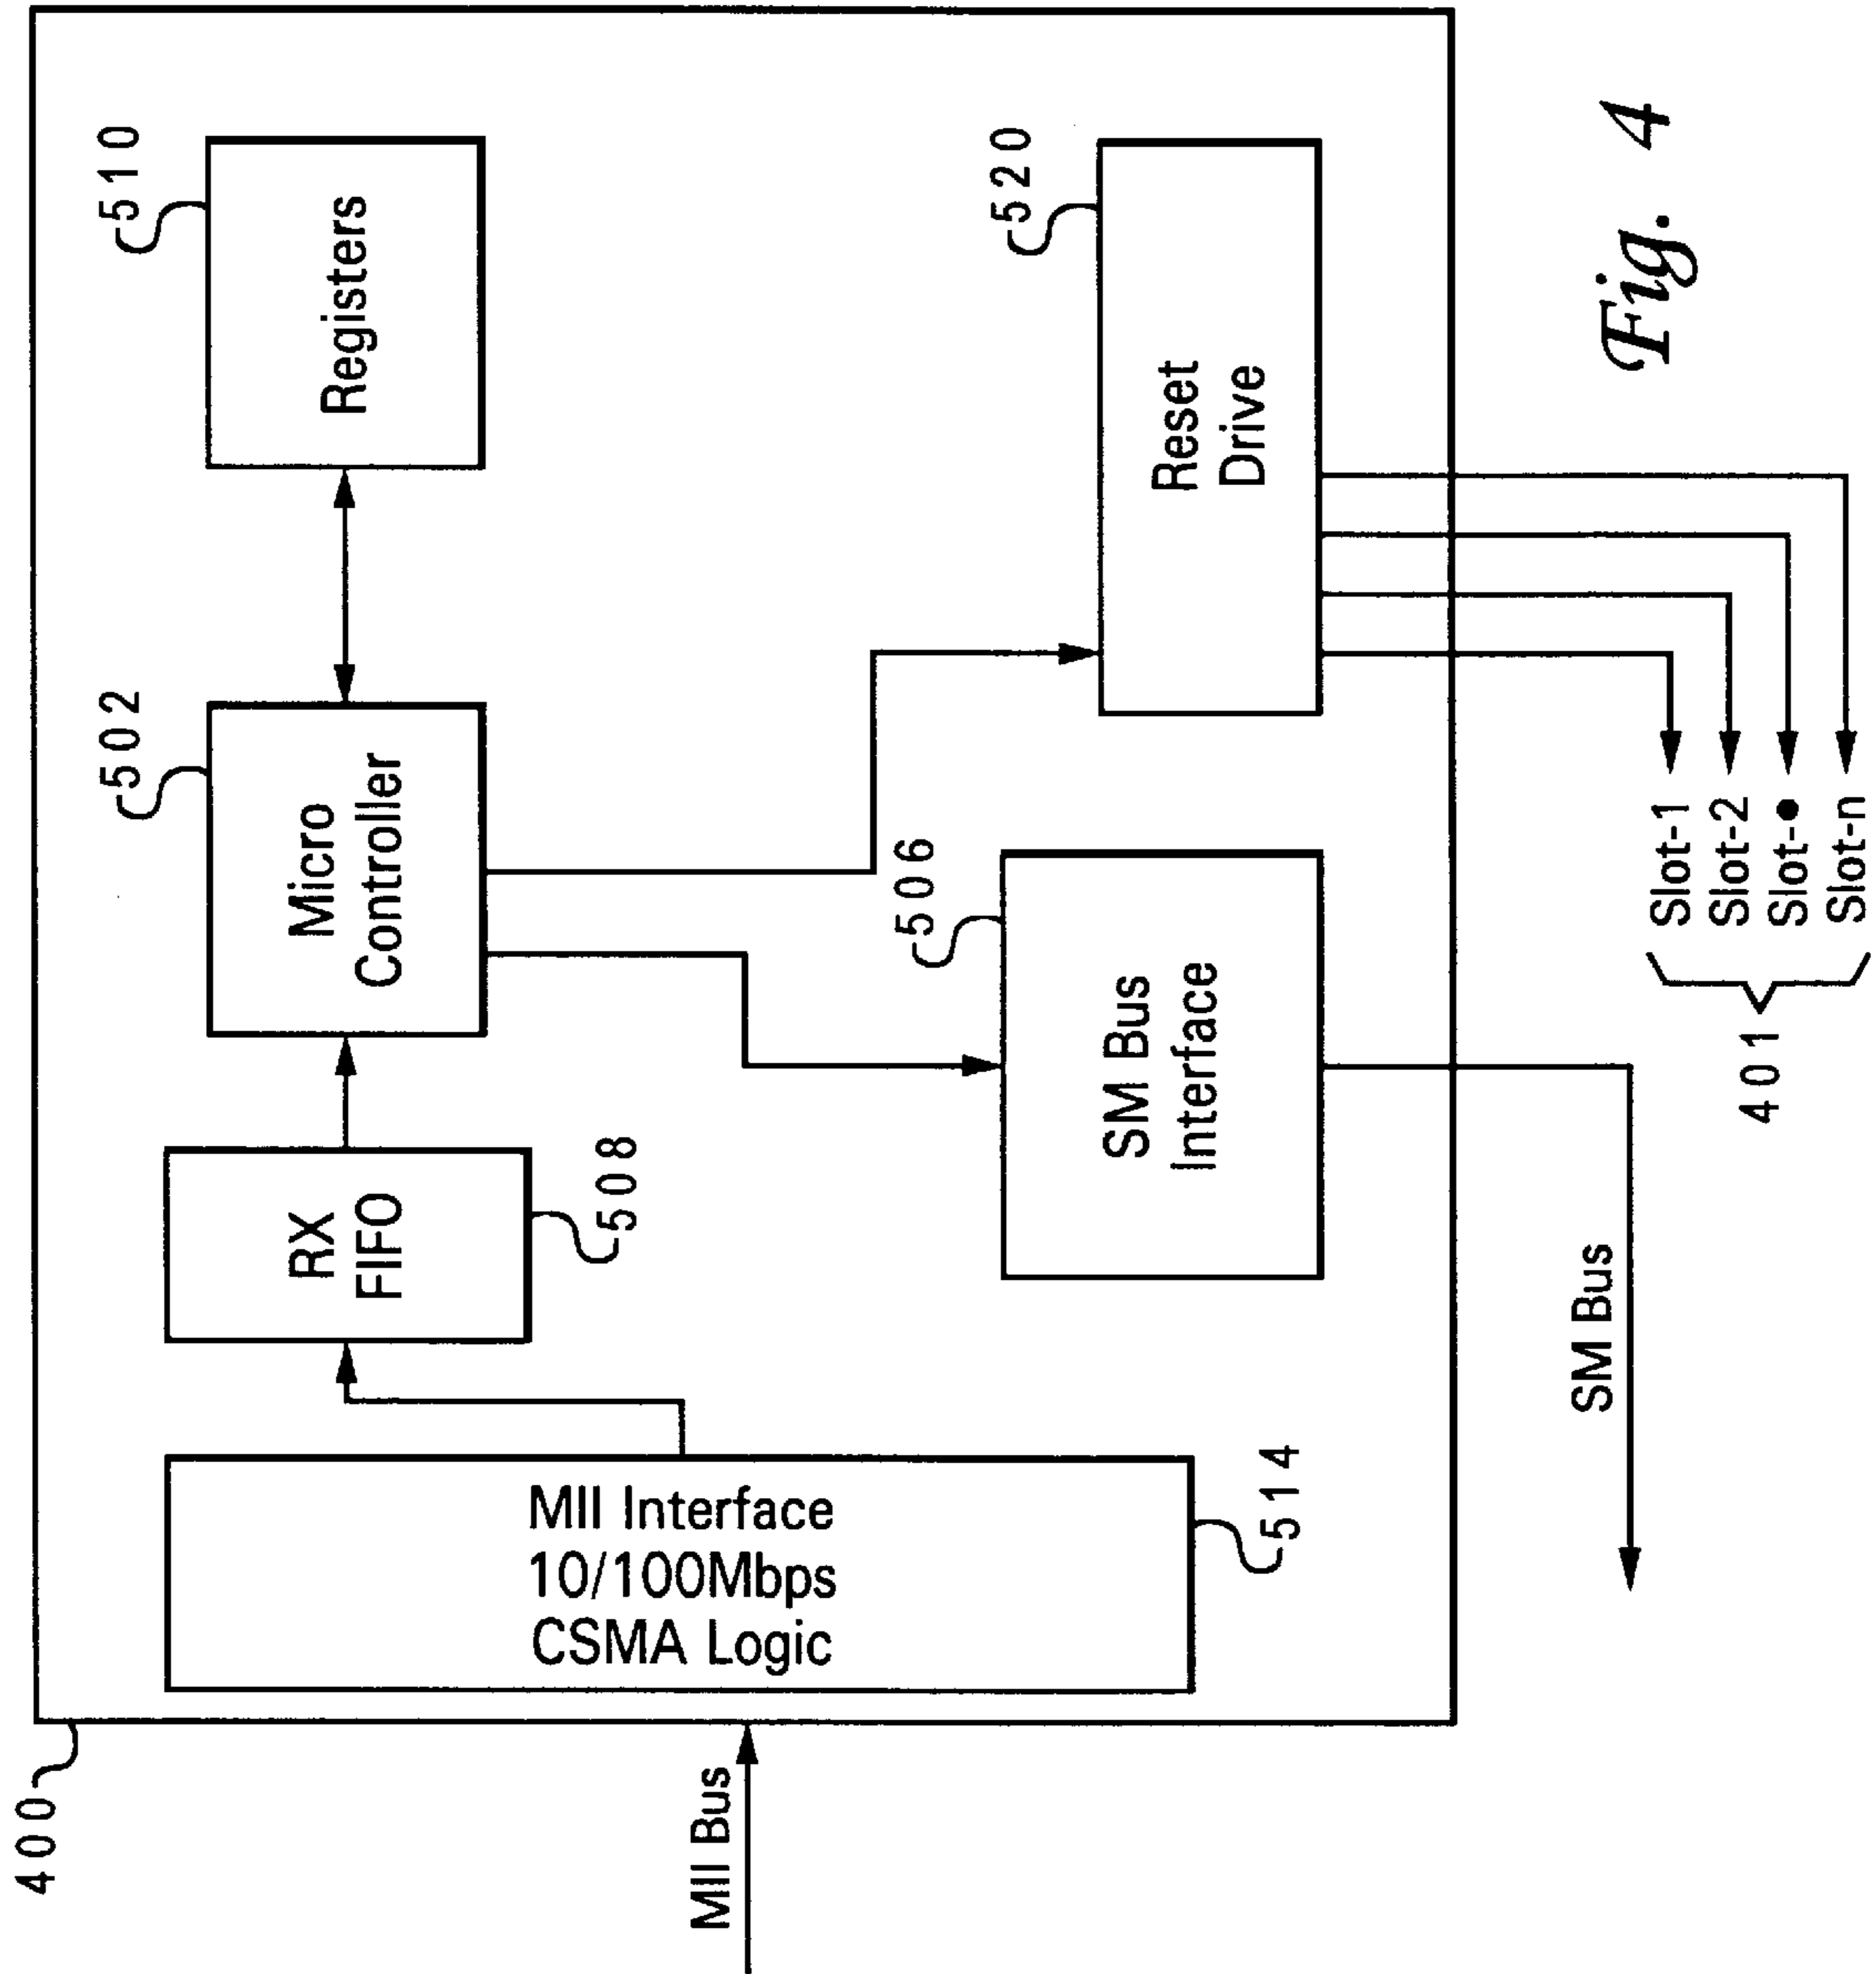 400
MII Bus
MII Interface
10/100Mbps
CSMA Logic
514
RX
FIFO
508
Micro
Controller
502
Registers
510
SM Bus
Interface
506
Reset
Drive
520
SM Bus
401
Slot-1
Slot-2
Slot-●
Slot-n
Fig. 4